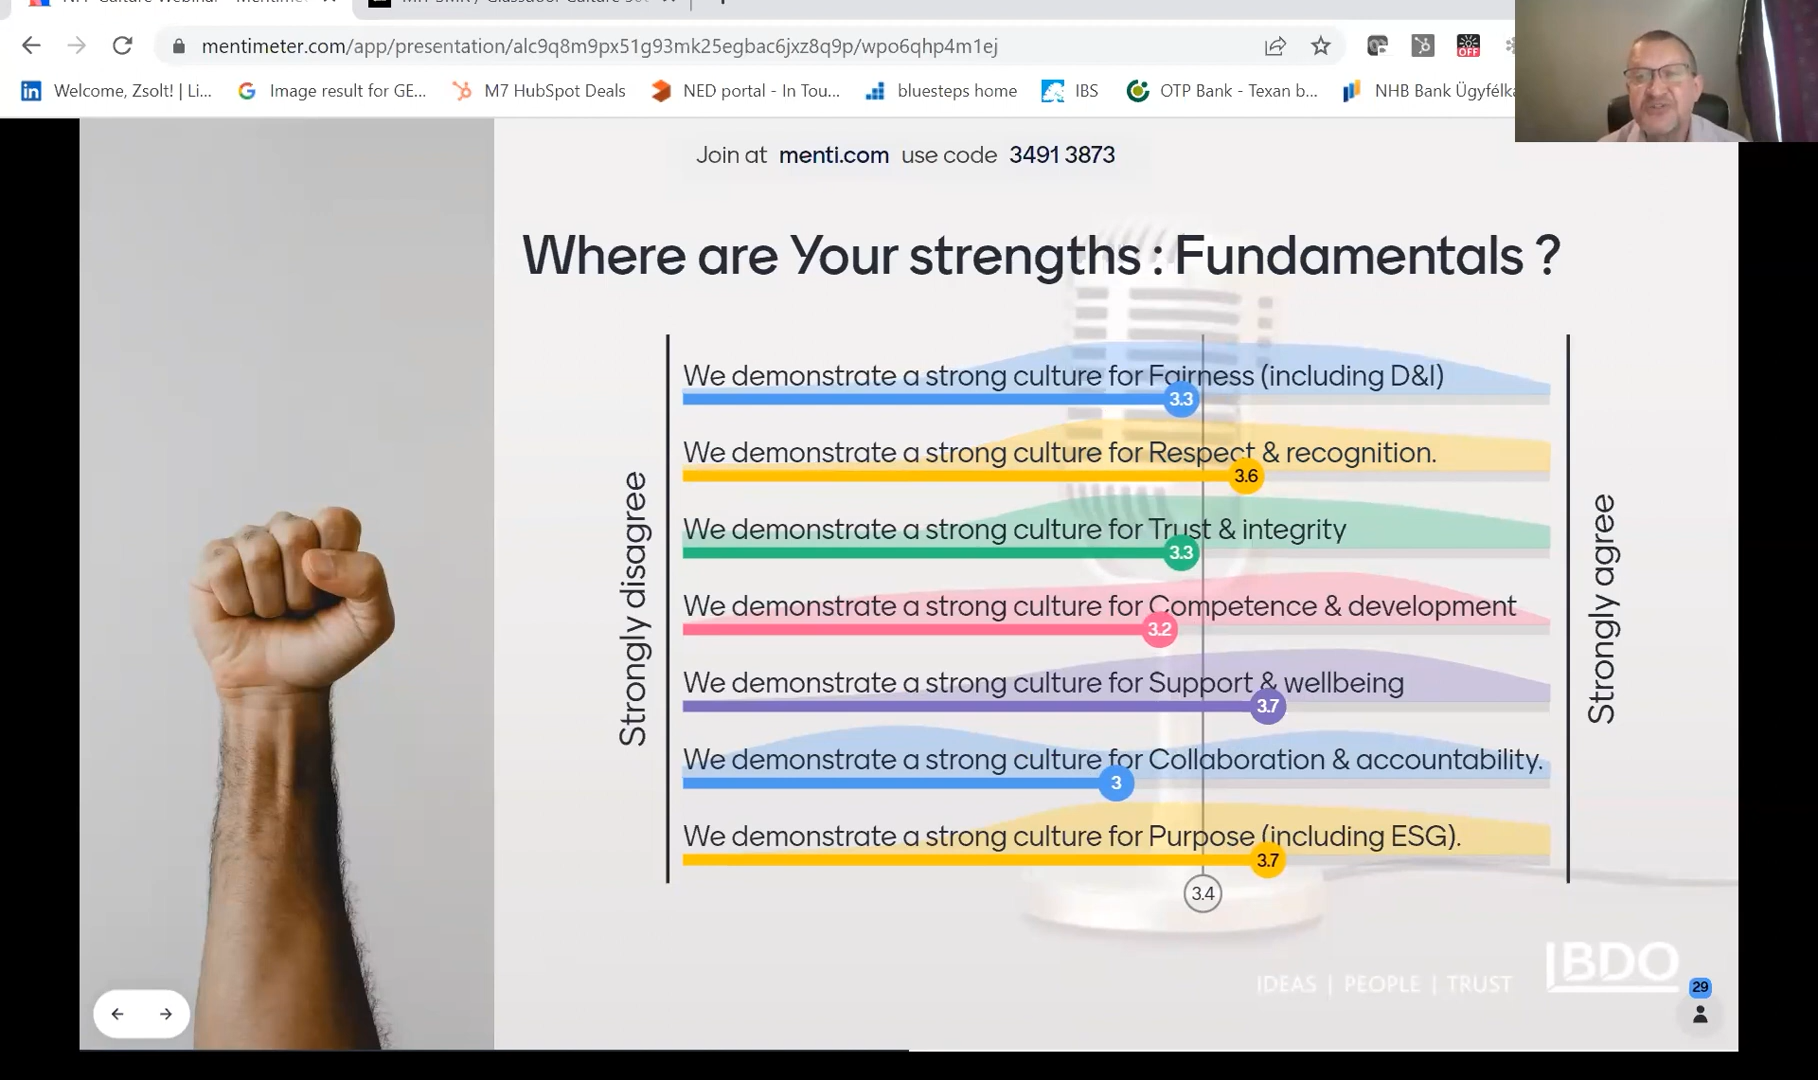 mentimeter.com/app/presentation/alc9q8m9px51g93mk25egbac6jxz8q9p/wpo6qhp4m1ej
OFF
Welcome, Zsolt! | Li...
Image result for GE...
M7 HubSpot Deals
NED portal - In Tou...
bluesteps home
IBS
OTP Bank - Texan b...
NHB Bank Ügyfélka
Join at menti.com use code 3491 3873
Where are Your strengths : Fundamentals ?
Strongly disagree
We demonstrate a strong culture for Fairness (including D&I)
3.3
We demonstrate a strong culture for Respect & recognition.
3.6
We demonstrate a strong culture for Trust & integrity
3.3
We demonstrate a strong culture for Competence & development
3.2
We demonstrate a strong culture for Support & wellbeing
3.7
We demonstrate a strong culture for Collaboration & accountability.
3
We demonstrate a strong culture for Purpose (including ESG).
3.7
3.4
Strongly agree
IDEAS | PEOPLE | TRUST
BDO
29